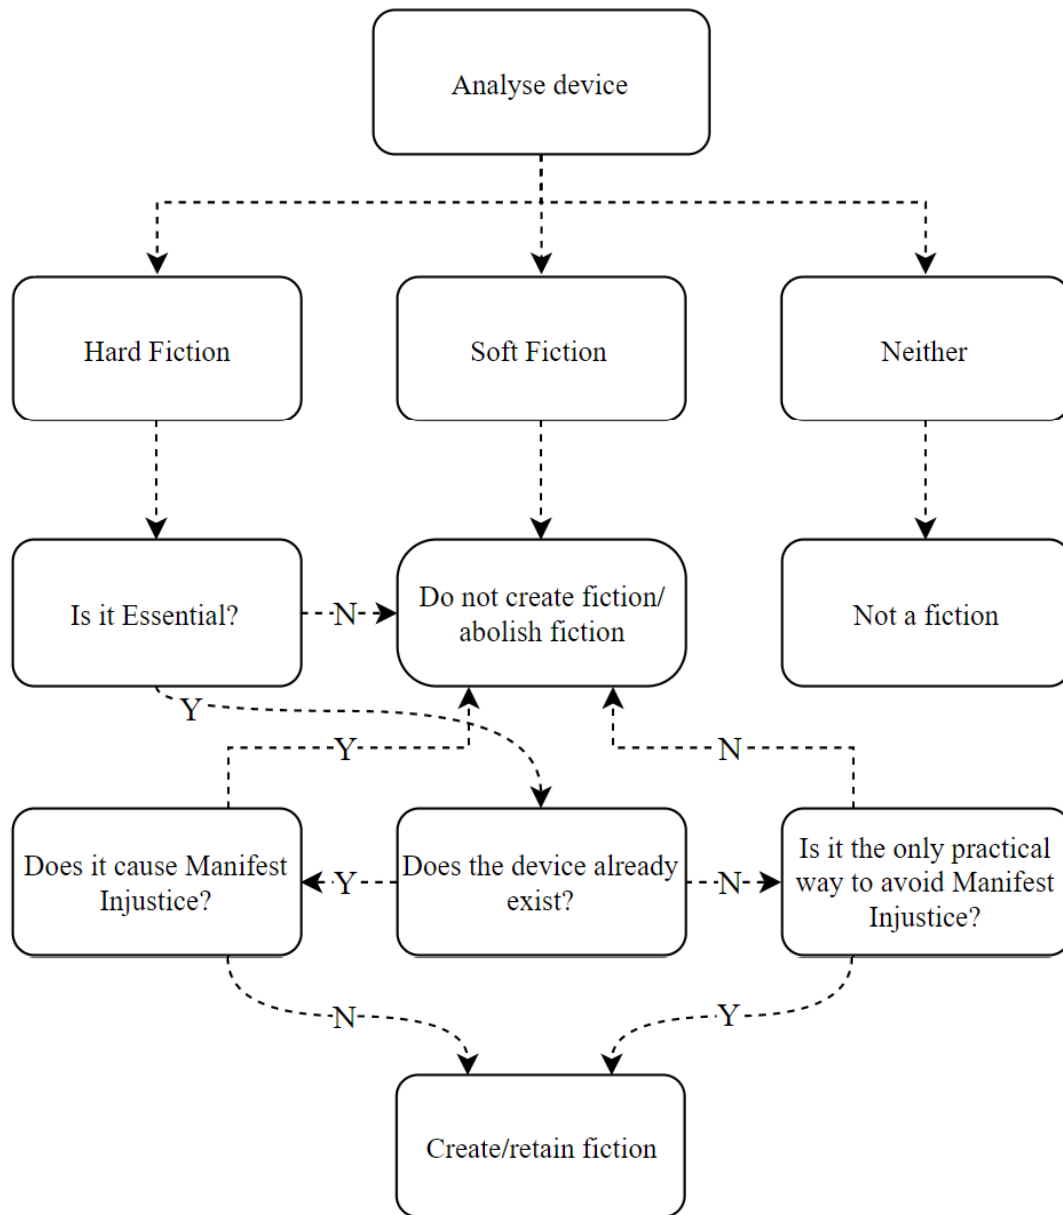 Analyse device
Hard Fiction
Soft Fiction
Neither
Is it Essential?
N
Do not create fiction/
abolish fiction
Not a fiction
Y
Y
N
Does it cause Manifest
Injustice?
Y
Does the device already
exist?
N
Is it the only practical
way to avoid Manifest
Injustice?
N
Y
Create/retain fiction